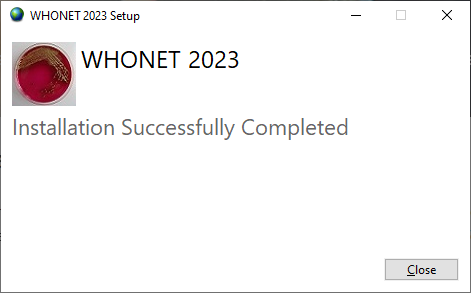 WHONET 2023 Setup
WHONET 2023
Installation Successfully Completed
Close